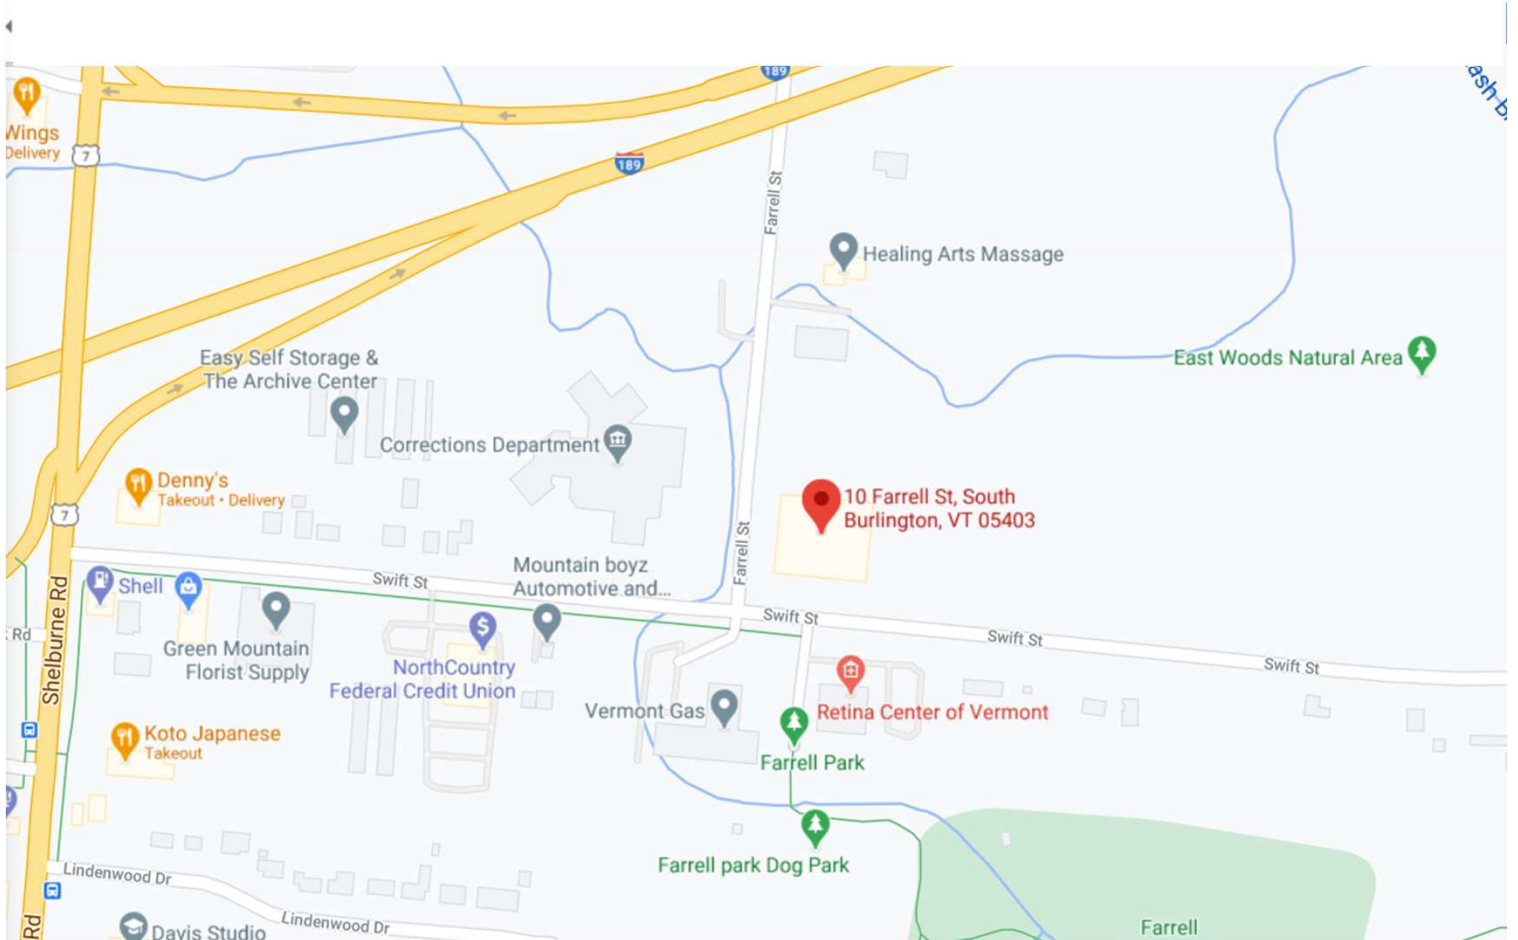 189
ash B
Wings
Delivery
7
189
Farrell St
Healing Arts Massage
East Woods Natural Area
Easy Self Storage &
The Archive Center
Corrections Department
Denny's
Takeout • Delivery
7
10 Farrell St, South
Burlington, VT 05403
Farrell St
Mountain boyz
Automotive and...
Swift St
Shell
Swift St
Swift St
Swift St
Rd
Shelburne Rd
Green Mountain
Florist Supply
NorthCountry
Federal Credit Union
Vermont Gas
Retina Center of Vermont
Koto Japanese
Takeout
Farrell Park
Farrell park Dog Park
Lindenwood Dr
Lindenwood Dr
Rd
Davis Studio
Farrell